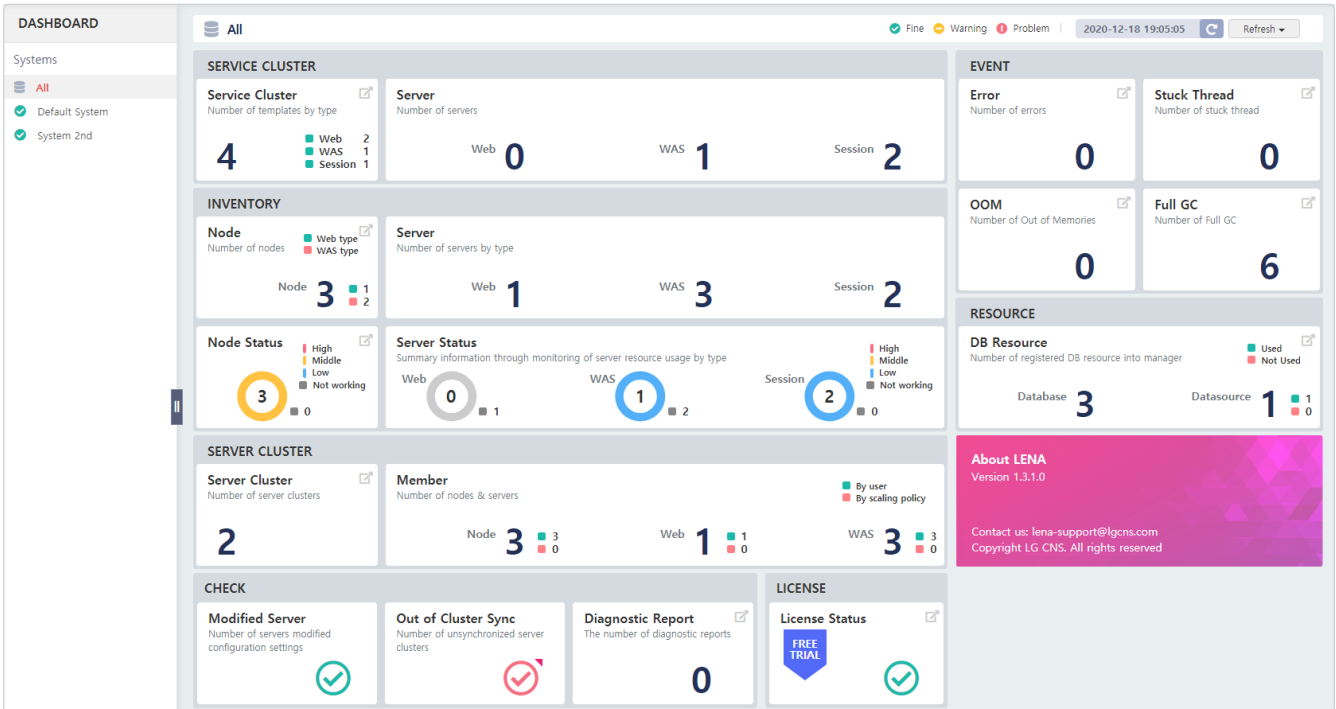 DASHBOARD
Systems
All
Default System
System 2nd
All
Fine Warning Problem 2020-12-18 19:05:05 Refresh
SERVICE CLUSTER
Service Cluster
Number of templates by type
4
Web 2
WAS 1
Session 1
Server
Number of servers
Web 0 WAS 1 Session 2
INVENTORY
Node
Number of nodes
Web type
WAS type
Node 3 1
2
Server
Number of servers by type
Web 1 WAS 3 Session 2
Node Status
High
Middle
Low
Not working
3 0
Server Status
Summary information through monitoring of server resource usage by type
High
Middle
Low
Not working
Web 0 1 WAS 1 2 Session 2 0
SERVER CLUSTER
Server Cluster
Number of server clusters
2
Member
Number of nodes & servers
By user
By scaling policy
Node 3 3 0 Web 1 1 0 WAS 3 3 0
CHECK
Modified Server
Number of servers modified
configuration settings
Out of Cluster Sync
Number of unsynchronized server
clusters
Diagnostic Report
The number of diagnostic reports
0
LICENSE
License Status
FREE
TRIAL
EVENT
Error
Number of errors
0
Stuck Thread
Number of stuck thread
0
OOM
Number of Out of Memories
0
Full GC
Number of Full GC
6
RESOURCE
DB Resource
Number of registered DB resource into manager
Used
Not Used
Database 3 Datasource 1 1
0
About LENA
Version 1.3.1.0
Contact us: lena-support@lgcns.com
Copyright LG CNS. All rights reserved